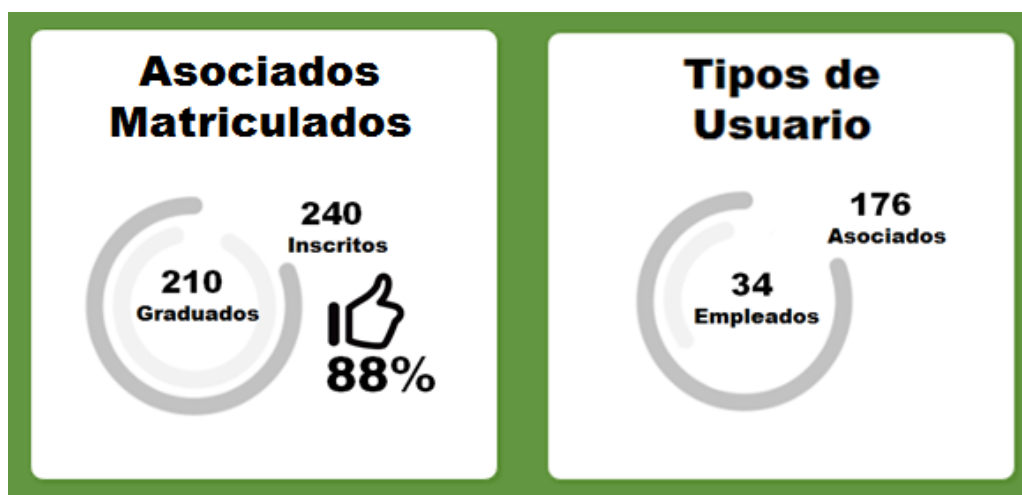 Asociados
Matriculados
240
Inscritos
210
Graduados
88%
Tipos de
Usuario
176
Asociados
34
Empleados